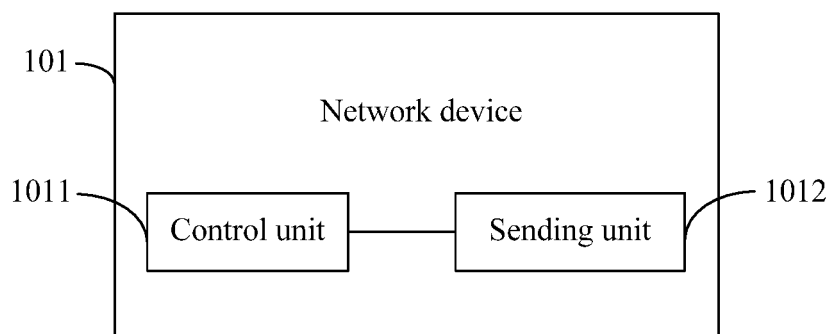 101
Network device
1011
1012
Control unit
Sending unit